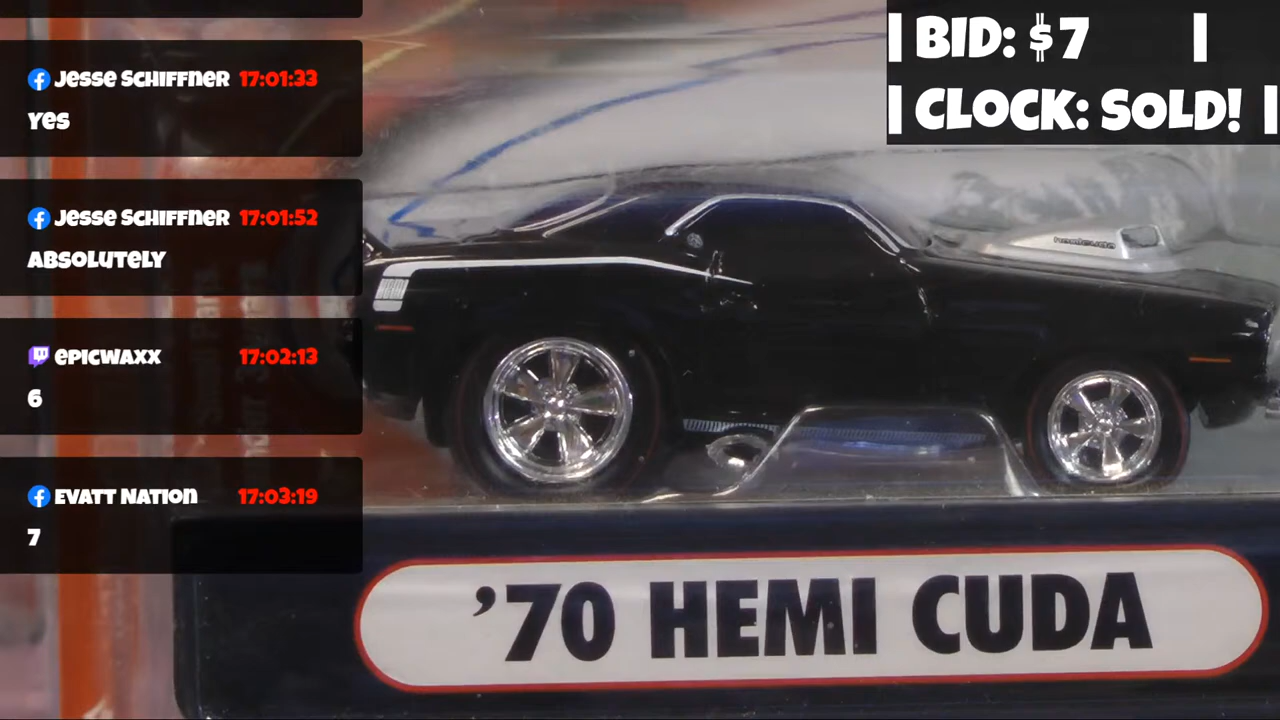 Jesse Schiffner 17:01:33
Yes
Jesse Schiffner 17:01:52
Absolutely
epicwaxx 17:02:13
6
Evatt Nation 17:03:19
7
| BID: $7 |
| CLOCK: SOLD! |
hemicuda
'70 HEMI CUDA